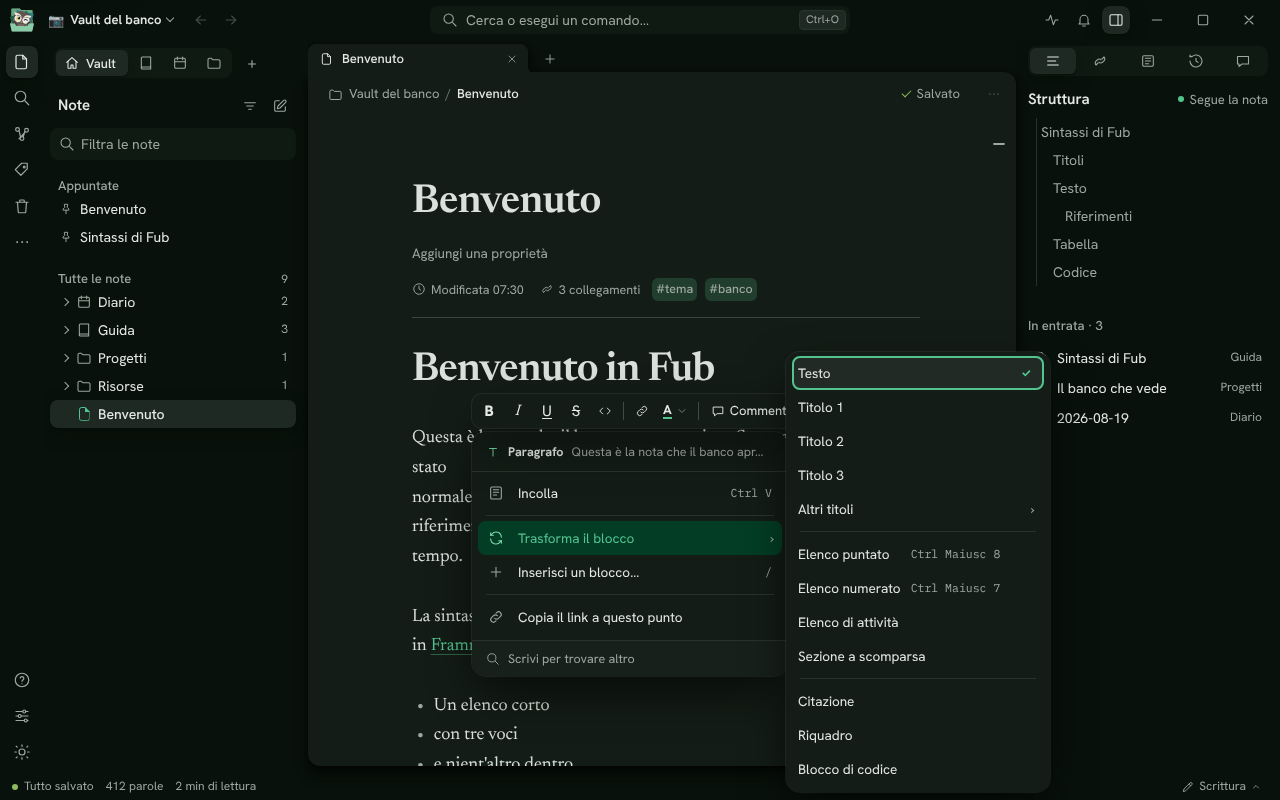 Vault del banco
Cerca o esegui un comando…
Ctrl+O
Vault
Note
Filtra le note
Appuntate
Benvenuto
Sintassi di Fub
Tutte le note 9
Diario 2
Guida 3
Progetti 1
Risorse 1
Benvenuto
Tutto salvato 412 parole 2 min di lettura
Benvenuto
Vault del banco / Benvenuto
Salvato
Benvenuto
Aggiungi una proprietà
Modificata 07:30 3 collegamenti #tema #banco
Benvenuto in Fub
B I U S A Comment
Questa è
stato
normale
tempo.
La sintas
in
Un elenco corto
con tre voci
e nient'altro dentro
T Paragrafo Questa è la nota che il banco apr…
Incolla Ctrl V
Trasforma il blocco ›
Inserisci un blocco… /
Copia il link a questo punto
Scrivi per trovare altro
Testo
Titolo 1
Titolo 2
Titolo 3
Altri titoli ›
Elenco puntato Ctrl Maiusc 8
Elenco numerato Ctrl Maiusc 7
Elenco di attività
Sezione a scomparsa
Citazione
Riquadro
Blocco di codice
Struttura
Segue la nota
Sintassi di Fub
Titoli
Testo
Riferimenti
Tabella
Codice
In entrata · 3
Sintassi di Fub Guida
Il banco che vede Progetti
2026-08-19 Diario
Scrittura